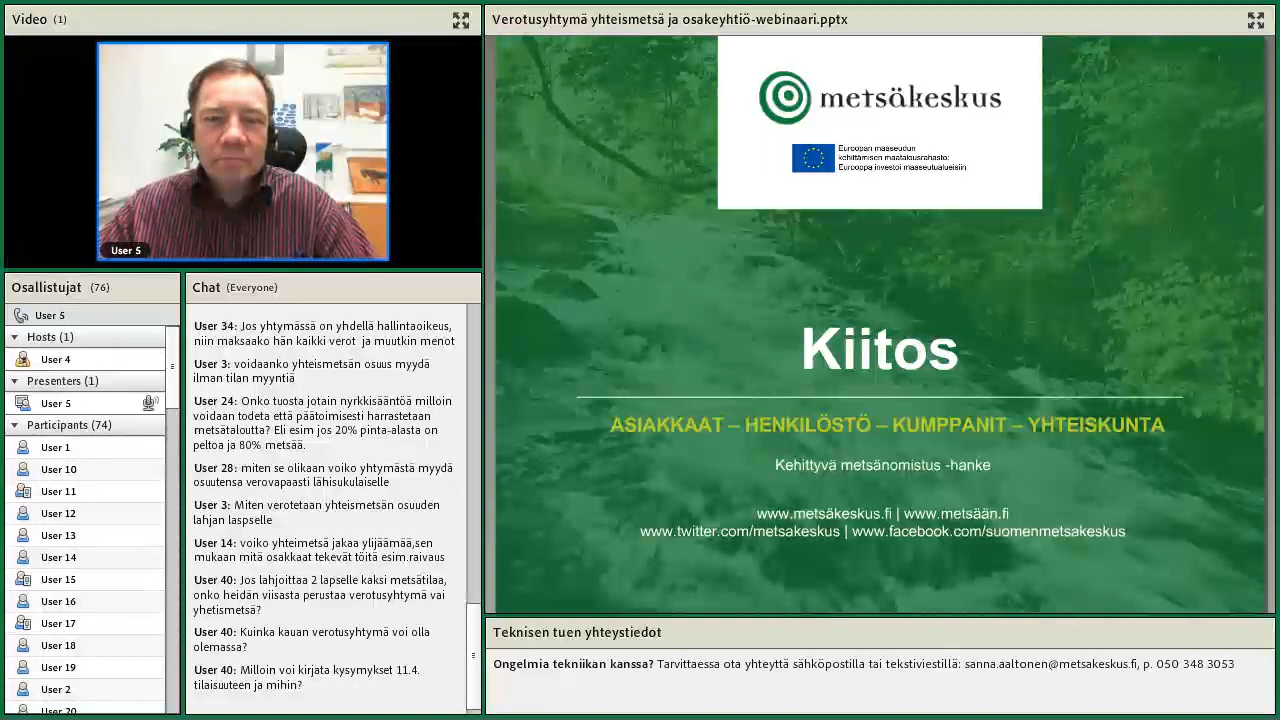 Video (1)
User 5
Osallistujat (76)
User 5
Hosts (1)
User 4
Presenters (1)
User 5
Participants (74)
User 1
User 10
User 11
User 12
User 13
User 14
User 15
User 16
User 17
User 18
User 19
User 2
User 20
Chat (Everyone)
User 34: Jos yhtymässä on yhdellä hallintaoikeus,
niin maksaako hän kaikki verot ja muutkin menot
User 3: voidaanko yhteismetsän osuus myydä
ilman tilan myyntiä
User 24: Onko tuosta jotain nyrkkisääntöä milloin
voidaan todeta että päätoimisesti harrastetaan
metsätaloutta? Eli esim jos 20% pinta-alasta on
peltoa ja 80% metsää.
User 28: miten se olikaan voiko yhtymästä myydä
osuutensa verovapaasti lähisukulaiselle
User 3: Miten verotetaan yhteismetsän osuuden
lahjan laspselle
User 14: voiko yhteimetsä jakaa ylijäämää,sen
mukaan mitä osakkaat tekevät töitä esim.raivaus
User 40: Jos lahjoittaa 2 lapselle kaksi metsätilaa,
onko heidän viisasta perustaa verotusyhtymä vai
yhetismetsä?
User 40: Kuinka kauan verotusyhtymä voi olla
olemassa?
User 40: Milloin voi kirjata kysymykset 11.4.
tilaisuuteen ja mihin?
Verotusyhtymä yhteismetsä ja osakeyhtiö-webinaari.pptx
metsäkeskus
Euroopan maaseudun
kehittämisen maatalousrahasto:
Eurooppa investoi maaseutualueisiin
Kiitos
ASIAKKAAT – HENKILÖSTÖ – KUMPPANIT – YHTEISKUNTA
Kehittyvä metsänomistus -hanke
www.metsäkeskus.fi | www.metsään.fi
www.twitter.com/metsakeskus | www.facebook.com/suomenmetsakeskus
Teknisen tuen yhteystiedot
Ongelmia tekniikan kanssa? Tarvittaessa ota yhteyttä sähköpostilla tai tekstiviestillä: sanna.aaltonen@metsakeskus.fi, p. 050 348 3053